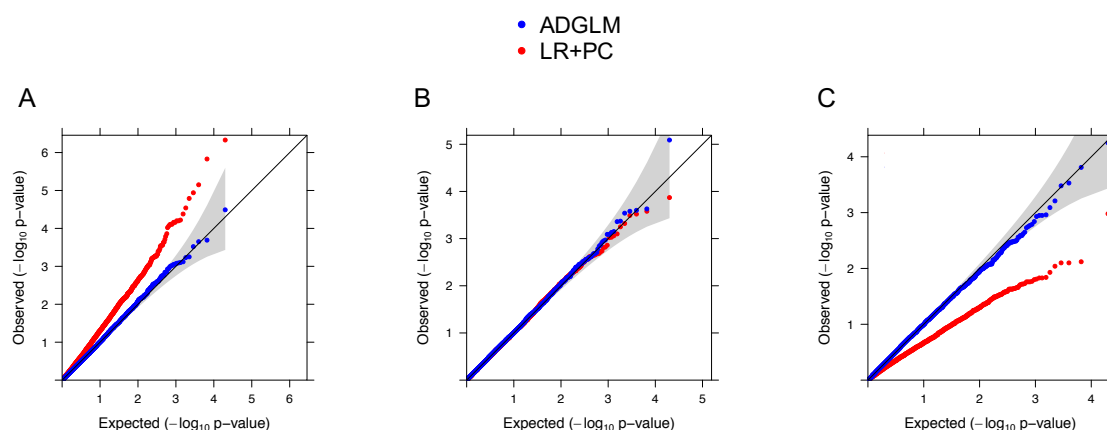 ADGLM
LR+PC
A
B
C
Observed (−log10 p−value)
6
5
4
3
2
1
1 2 3 4 5 6
Expected (−log10 p−value)
Observed (−log10 p−value)
5
4
3
2
1
1 2 3 4 5
Expected (−log10 p−value)
Observed (−log10 p−value)
4
3
2
1
1 2 3 4
Expected (−log10 p−value)